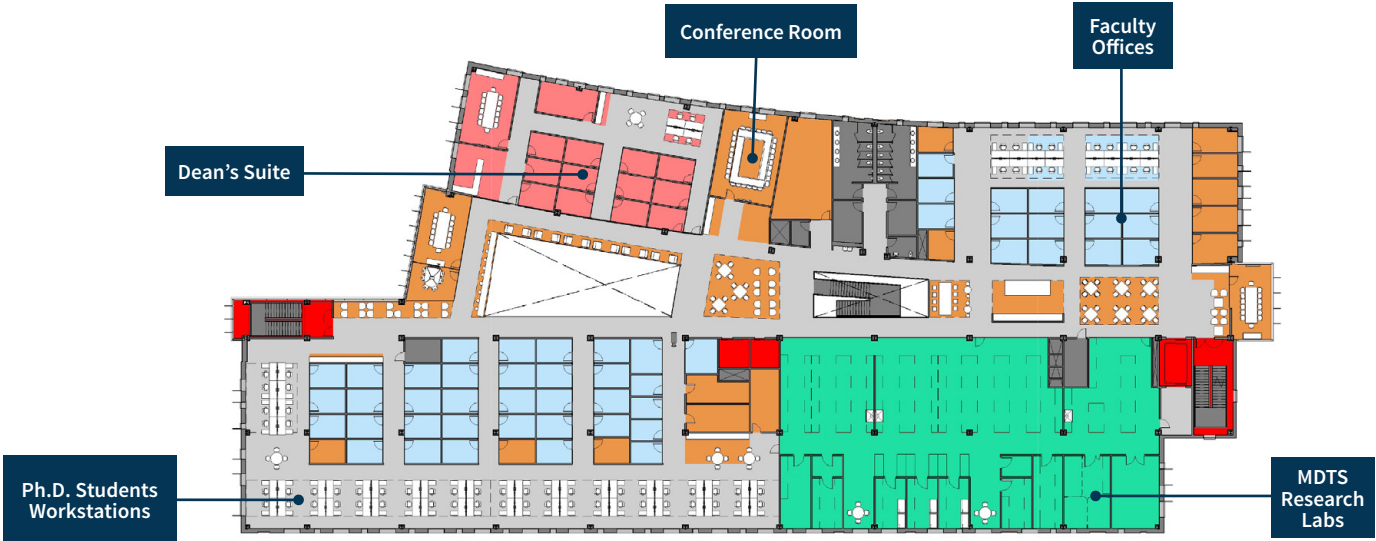 Conference Room
Faculty
Offices
Dean’s Suite
Ph.D. Students
Workstations
MDTS
Research
Labs